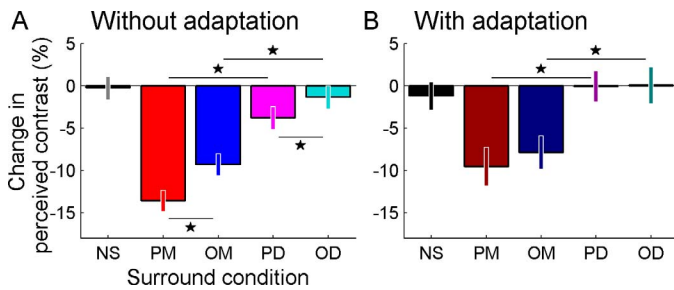 A Without adaptation
B With adaptation
Change in
perceived contrast (%)
5
0
-5
-10
-15
★
★
★
★
NS PM OM PD OD
Surround condition
5
0
-5
-10
-15
★
★
NS PM OM PD OD